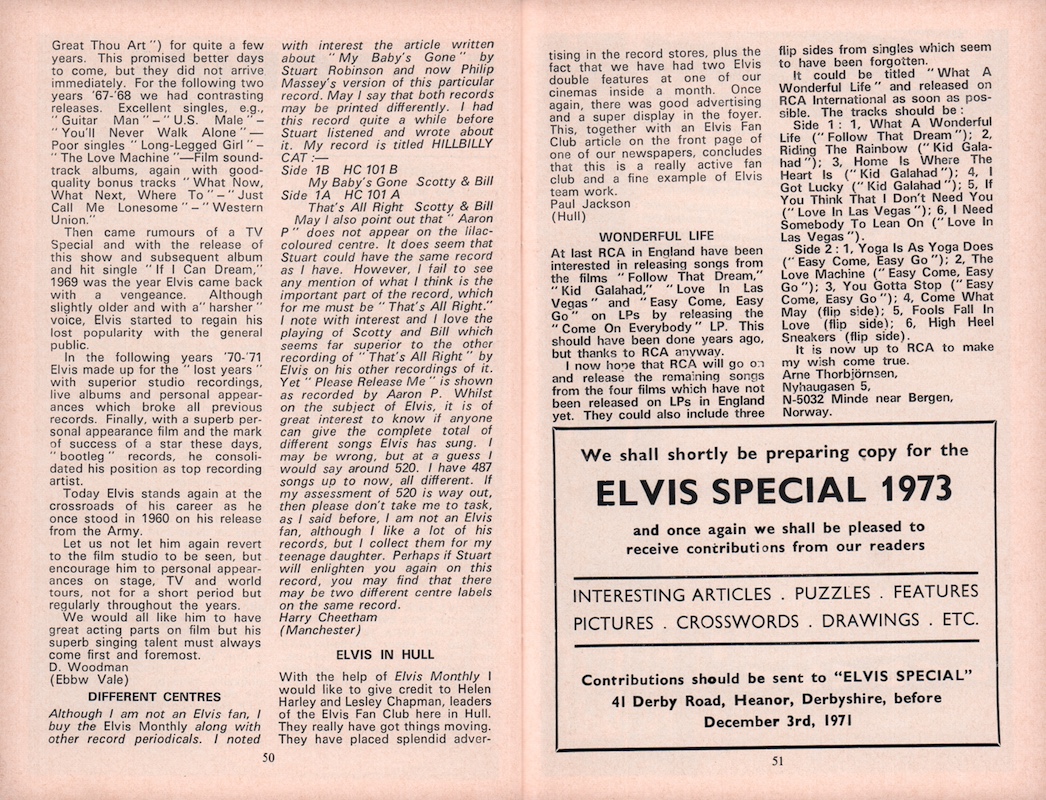 Great Thou Art") for quite a few
years. This promised better days
to come, but they did not arrive
immediately. For the following two
years '67-'68 we had contrasting
releases. Excellent singles, e.g.,
"Guitar Man"–"U.S. Male"–
"You'll Never Walk Alone"—
Poor singles "Long-Legged Girl"–
"The Love Machine"—Film sound-
track albums, again with good-
quality bonus tracks "What Now,
What Next, Where To"–"Just
Call Me Lonesome"–"Western
Union."
Then came rumours of a TV
Special and with the release of
this show and subsequent album
and hit single "If I Can Dream,"
1969 was the year Elvis came back
with a vengeance. Although
slightly older and with a "harsher"
voice, Elvis started to regain his
lost popularity with the general
public.
In the following years '70-'71
Elvis made up for the "lost years"
with superior studio recordings,
live albums and personal appear-
ances which broke all previous
records. Finally, with a superb per-
sonal appearance film and the mark
of success of a star these days,
"bootleg" records, he consoli-
dated his position as top recording
artist.
Today Elvis stands again at the
crossroads of his career as he
once stood in 1960 on his release
from the Army.
Let us not let him again revert
to the film studio to be seen, but
encourage him to personal appear-
ances on stage, TV and world
tours, not for a short period but
regularly throughout the years.
We would all like him to have
great acting parts on film but his
superb singing talent must always
come first and foremost.
D. Woodman
(Ebbw Vale)
DIFFERENT CENTRES
Although I am not an Elvis fan, I
buy the Elvis Monthly along with
other record periodicals. I noted
with interest the article written
about "My Baby's Gone" by
Stuart Robinson and now Philip
Massey's version of this particular
record. May I say that both records
may be printed differently. I had
this record quite a while before
Stuart listened and wrote about
it. My record is titled HILLBILLY
CAT :—
Side 1B HC 101 B
My Baby's Gone Scotty & Bill
Side 1A HC 101 A
That's All Right Scotty & Bill
May I also point out that "Aaron
P" does not appear on the lilac-
coloured centre. It does seem that
Stuart could have the same record
as I have. However, I fail to see
any mention of what I think is the
important part of the record, which
for me must be "That's All Right."
I note with interest and I love the
playing of Scotty and Bill which
seems far superior to the other
recording of "That's All Right" by
Elvis on his other recordings of it.
Yet "Please Release Me" is shown
as recorded by Aaron P. Whilst
on the subject of Elvis, it is of
great interest to know if anyone
can give the complete total of
different songs Elvis has sung. I
may be wrong, but at a guess I
would say around 520. I have 487
songs up to now, all different. If
my assessment of 520 is way out,
then please don't take me to task,
as I said before, I am not an Elvis
fan, although I like a lot of his
records, but I collect them for my
teenage daughter. Perhaps if Stuart
will enlighten you again on this
record, you may find that there
may be two different centre labels
on the same record.
Harry Cheetham
(Manchester)
ELVIS IN HULL
With the help of Elvis Monthly I
would like to give credit to Helen
Harley and Lesley Chapman, leaders
of the Elvis Fan Club here in Hull.
They really have got things moving.
They have placed splendid adver-
50
tising in the record stores, plus the
fact that we have had two Elvis
double features at one of our
cinemas inside a month. Once
again, there was good advertising
and a super display in the foyer.
This, together with an Elvis Fan
Club article on the front page of
one of our newspapers, concludes
that this is a really active fan
club and a fine example of Elvis
team work.
Paul Jackson
(Hull)
WONDERFUL LIFE
At last RCA in England have been
interested in releasing songs from
the films "Follow That Dream,"
"Kid Galahad," "Love In Las
Vegas" and "Easy Come, Easy
Go" on LPs by releasing the
"Come On Everybody" LP. This
should have been done years ago,
but thanks to RCA anyway.
I now hope that RCA will go on
and release the remaining songs
from the four films which have not
been released on LPs in England
yet. They could also include three
flip sides from singles which seem
to have been forgotten.
It could be titled "What A
Wonderful Life" and released on
RCA International as soon as pos-
sible. The tracks should be:
Side 1: 1, What A Wonderful
Life ("Follow That Dream"); 2,
Riding The Rainbow ("Kid Gala-
had"); 3, Home Is Where The
Heart Is ("Kid Galahad"); 4, I
Got Lucky ("Kid Galahad"); 5, If
You Think That I Don't Need You
("Love In Las Vegas"); 6, I Need
Somebody To Lean On ("Love In
Las Vegas").
Side 2: 1, Yoga Is As Yoga Does
("Easy Come, Easy Go"); 2, The
Love Machine ("Easy Come, Easy
Go"); 3, You Gotta Stop ("Easy
Come, Easy Go"); 4, Come What
May (flip side); 5, Fools Fall In
Love (flip side); 6, High Heel
Sneakers (flip side).
It is now up to RCA to make
my wish come true.
Arne Thorbjörnsen,
Nyhaugasen 5,
N-5032 Minde near Bergen,
Norway.
We shall shortly be preparing copy for the
ELVIS SPECIAL 1973
and once again we shall be pleased to
receive contributions from our readers
INTERESTING ARTICLES . PUZZLES . FEATURES
PICTURES . CROSSWORDS . DRAWINGS . ETC.
Contributions should be sent to "ELVIS SPECIAL"
41 Derby Road, Heanor, Derbyshire, before
December 3rd, 1971
51